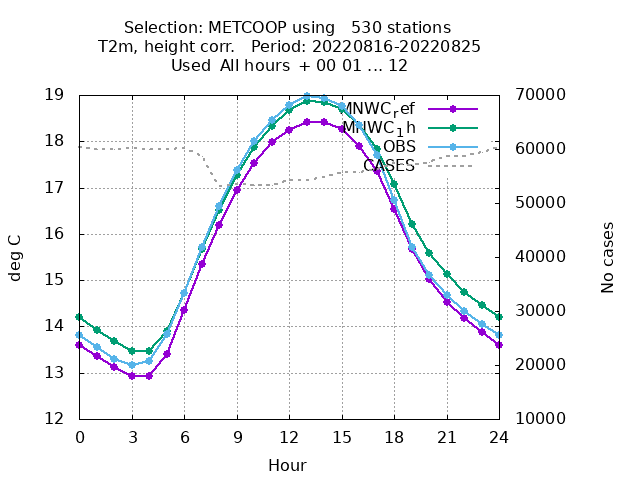 Selection: METCOOP using   530 stations
T2m, height corr.   Period: 20220816-20220825
Used  All hours  + 00 01 ... 12
19 70000
MNWC_ref
MNWC_1h
18 OBS 60000
CASES
17 50000
16 40000
deg C
No cases
15 30000
14
13 20000
12 10000
0 3 6 9 12 15 18 21 24
Hour